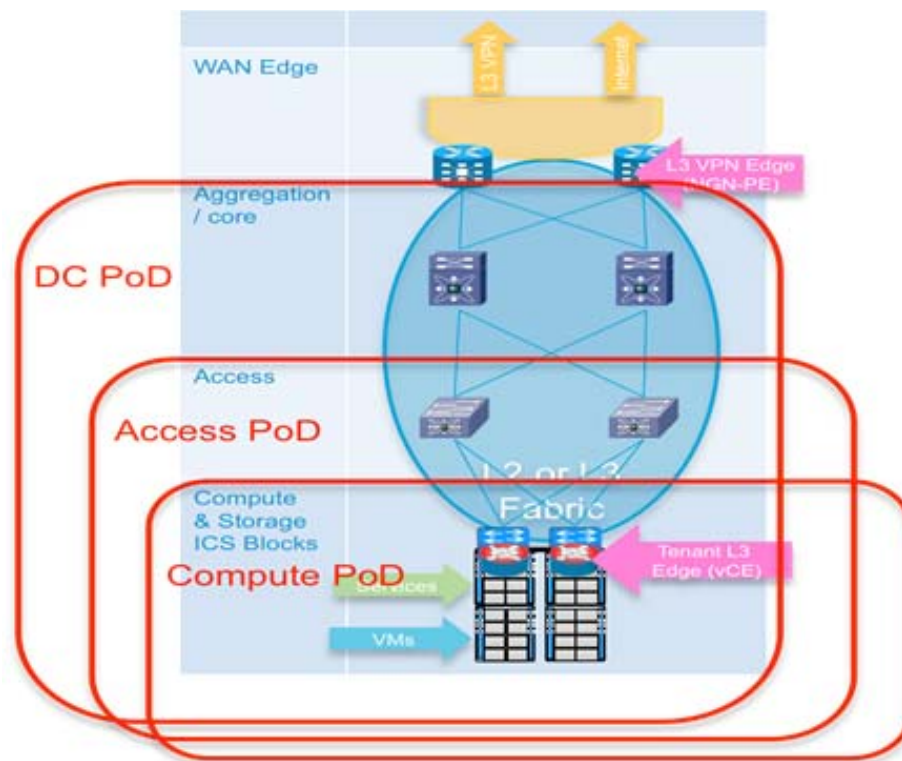 L3 VPN
Internet
WAN Edge
L3 VPN Edge
(NGN-PE)
Aggregation
/ core
DC PoD
Access
Access PoD
L2 or L3
Fabric
Compute
& Storage
ICS Blocks
Compute PoD
Tenant L3
Edge (vCE)
Services
VMs